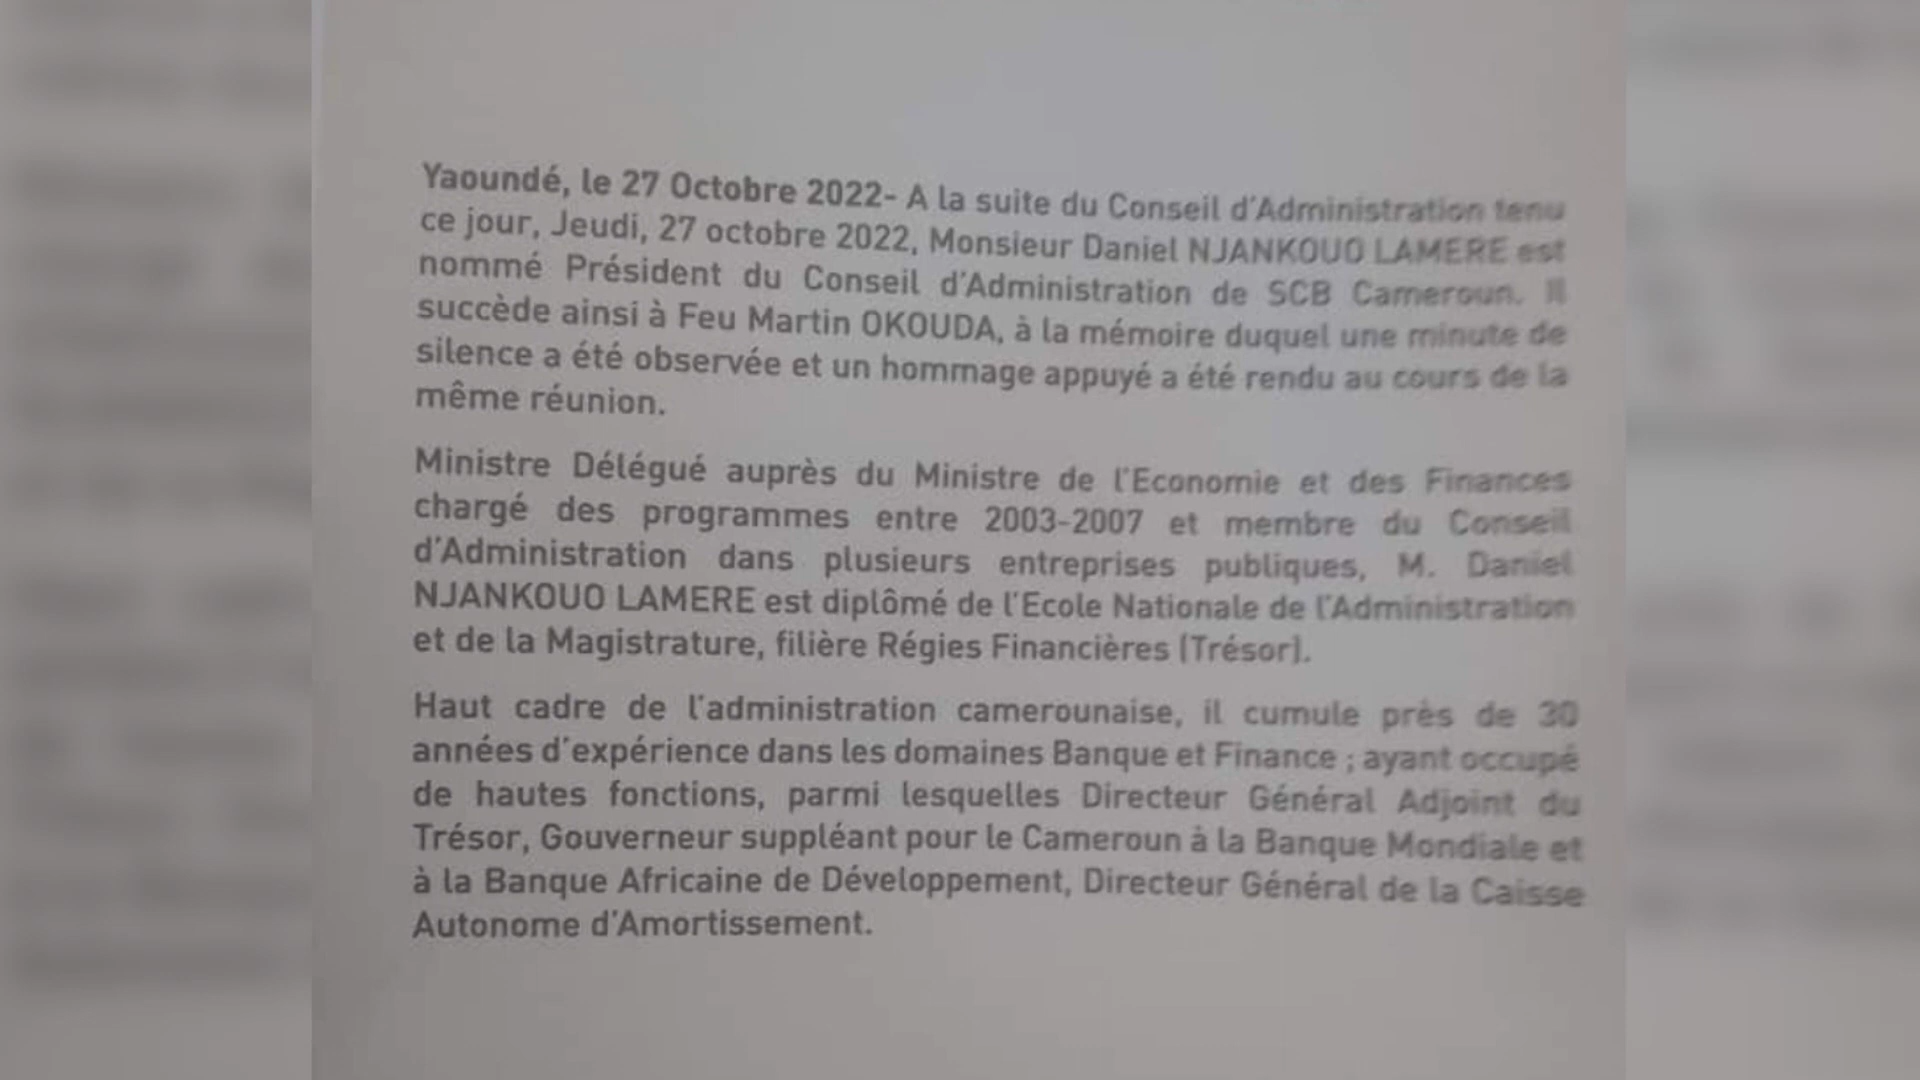 Yaoundé, le 27 Octobre 2022- A la suite du Conseil d'Administration tenu
ce jour, Jeudi, 27 octobre 2022, Monsieur Daniel NJANKOUO LAMERE est
nommé Président du Conseil d'Administration de SCB Cameroun. Il
succède ainsi à Feu Martin OKOUDA, à la mémoire duquel une minute de
silence a été observée et un hommage appuyé a été rendu au cours de la
même réunion.
Ministre Délégué auprès du Ministre de l'Economie et des Finances
chargé des programmes entre 2003-2007 et membre du Conseil
d'Administration dans plusieurs entreprises publiques, M. Daniel
NJANKOUO LAMERE est diplômé de l'Ecole Nationale de l'Administration
et de la Magistrature, filière Régies Financières (Trésor).
Haut cadre de l'administration camerounaise, il cumule près de 30
années d'expérience dans les domaines Banque et Finance ; ayant occupé
de hautes fonctions, parmi lesquelles Directeur Général Adjoint du
Trésor, Gouverneur suppléant pour le Cameroun à la Banque Mondiale et
à la Banque Africaine de Développement, Directeur Général de la Caisse
Autonome d'Amortissement.